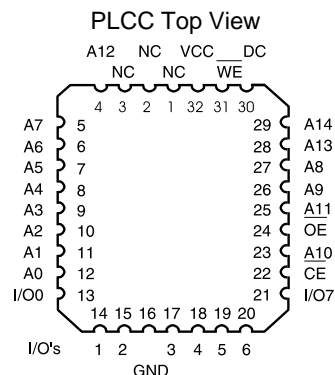 PLCC Top View
A12 NC VCC DC
NC NC WE
4 3 2 1 32 31 30
A7 5 29 A14
A6 6 28 A13
A5 7 27 A8
A4 8 26 A9
A3 9 25 A11
A2 10 24 OE
A1 11 23 A10
A0 12 22 CE
I/O0 13 21 I/O7
14 15 16 17 18 19 20
I/O's 1 2 3 4 5 6
GND